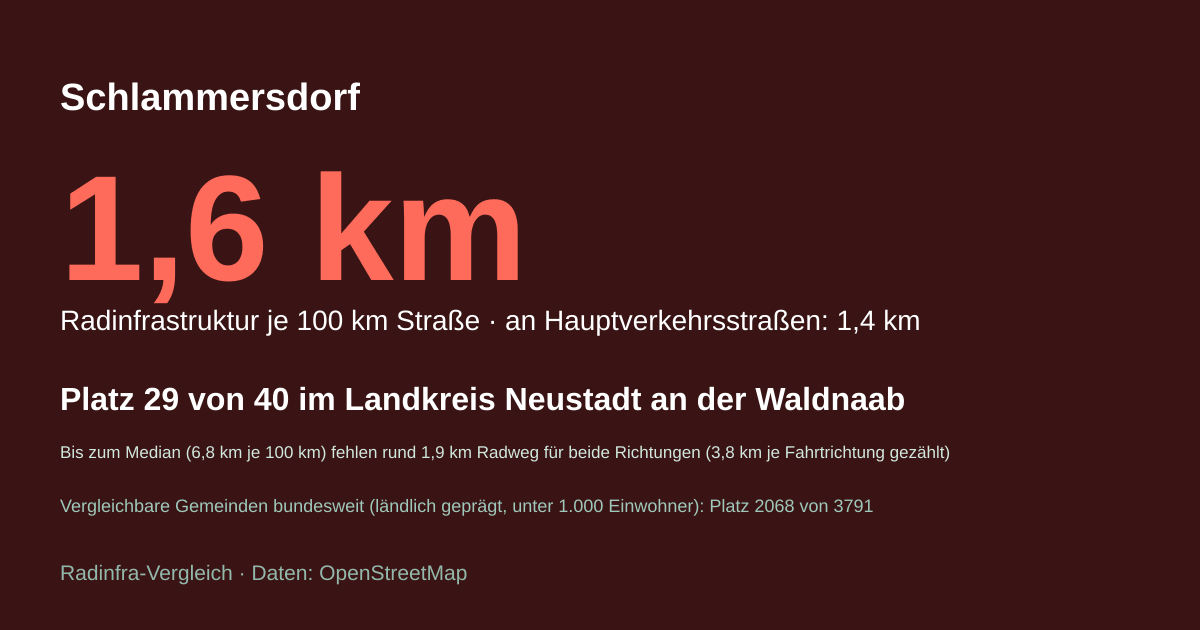 Schlammersdorf
1,6 km
Radinfrastruktur je 100 km Straße · an Hauptverkehrsstraßen: 1,4 km
Platz 29 von 40 im Landkreis Neustadt an der Waldnaab
Bis zum Median (6,8 km je 100 km) fehlen rund 1,9 km Radweg für beide Richtungen (3,8 km je Fahrtrichtung gezählt)
Vergleichbare Gemeinden bundesweit (ländlich geprägt, unter 1.000 Einwohner): Platz 2068 von 3791
Radinfra-Vergleich · Daten: OpenStreetMap